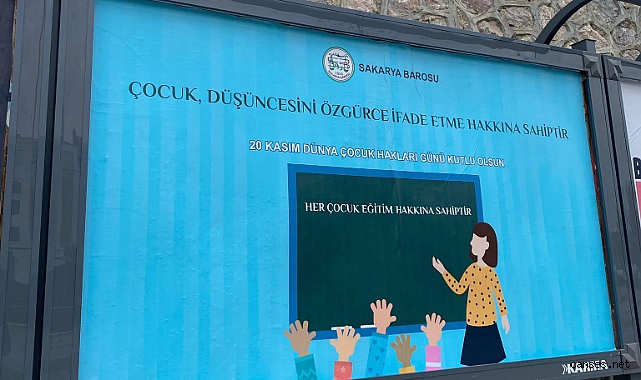 SAKARYA BAROSU
ÇOCUK, DÜŞÜNCESİNİ ÖZGÜRCE İFADE ETME HAKKINA SAHİPTİR
20 KASIM DÜNYA ÇOCUK HAKLARI GÜNÜ KUTLU OLSUN
HER ÇOCUK EĞİTİM HAKKINA SAHİPTİR